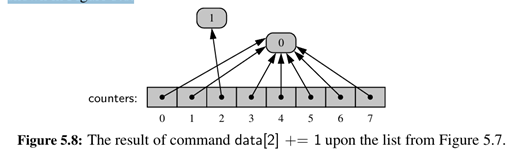 1
0
counters:
0 1 2 3 4 5 6 7
Figure 5.8: The result of command data[2] += 1 upon the list from Figure 5.7.